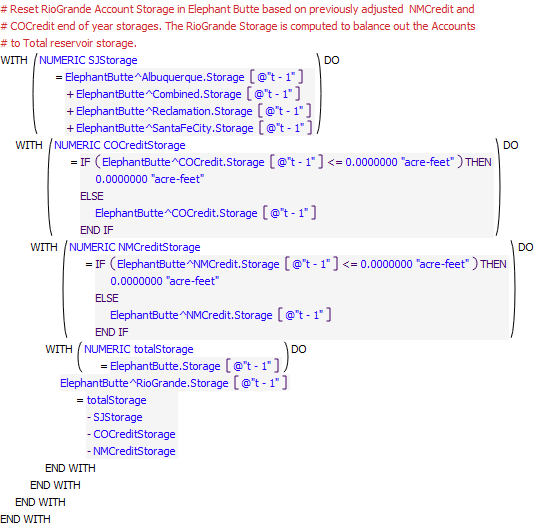 # Reset RioGrande Account Storage in Elephant Butte based on previously adjusted  NMCredit and
# COCredit end of year storages. The RioGrande Storage is computed to balance out the Accounts
# to Total reservoir storage.
WITH ( NUMERIC SJStorage
= ElephantButte^Albuquerque.Storage [ @"t - 1" ]
+ ElephantButte^Combined.Storage [ @"t - 1" ]
+ ElephantButte^Reclamation.Storage [ @"t - 1" ]
+ ElephantButte^SantaFeCity.Storage [ @"t - 1" ] ) DO
WITH ( NUMERIC COCreditStorage
= IF ( ElephantButte^COCredit.Storage [ @"t - 1" ] <= 0.0000000 "acre-feet" ) THEN
0.0000000 "acre-feet"
ELSE
ElephantButte^COCredit.Storage [ @"t - 1" ]
END IF ) DO
WITH ( NUMERIC NMCreditStorage
= IF ( ElephantButte^NMCredit.Storage [ @"t - 1" ] <= 0.0000000 "acre-feet" ) THEN
0.0000000 "acre-feet"
ELSE
ElephantButte^NMCredit.Storage [ @"t - 1" ]
END IF ) DO
WITH ( NUMERIC totalStorage
= ElephantButte.Storage [ @"t - 1" ] ) DO
ElephantButte^RioGrande.Storage [ @"t - 1" ]
= totalStorage
- SJStorage
- COCreditStorage
- NMCreditStorage
END WITH
END WITH
END WITH
END WITH